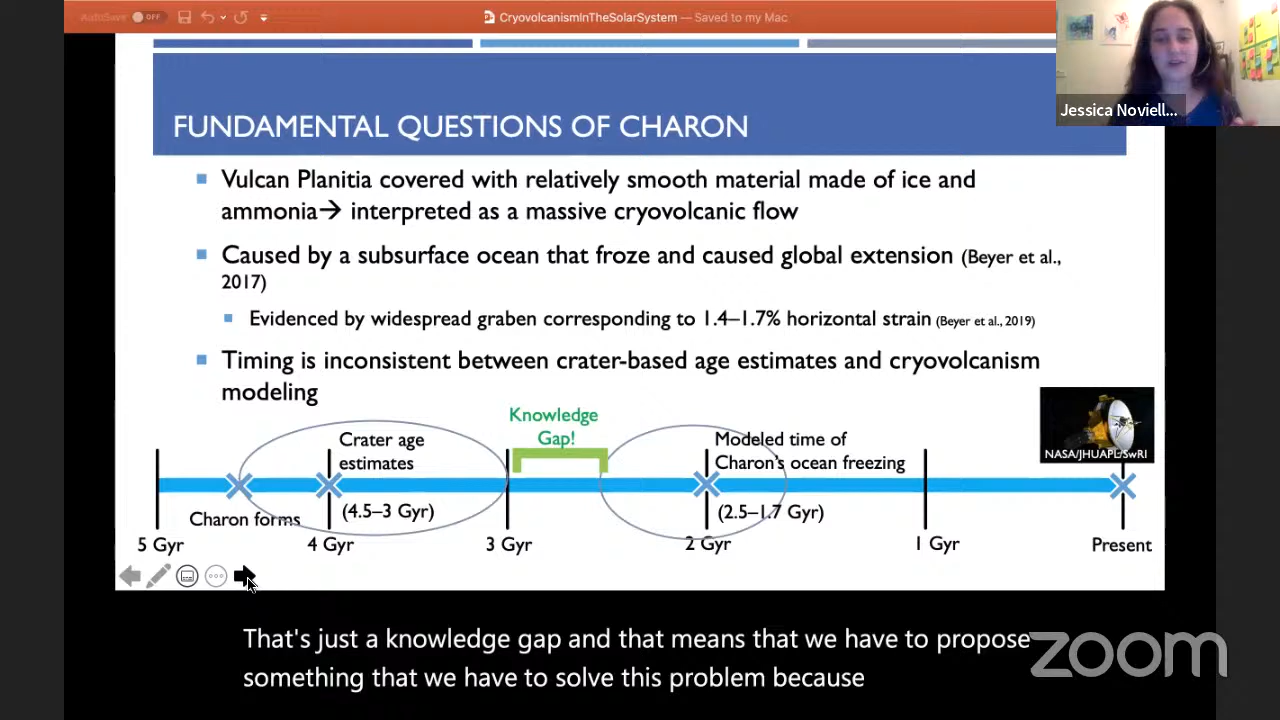 AutoSave OFF
CryovolcanismInTheSolarSystem — Saved to my Mac
Jessica Noviell...
FUNDAMENTAL QUESTIONS OF CHARON
Vulcan Planitia covered with relatively smooth material made of ice and
ammonia→ interpreted as a massive cryovolcanic flow
Caused by a subsurface ocean that froze and caused global extension (Beyer et al.,
2017)
Evidenced by widespread graben corresponding to 1.4–1.7% horizontal strain (Beyer et al., 2019)
Timing is inconsistent between crater-based age estimates and cryovolcanism
modeling
Knowledge
Gap!
Crater age
estimates
Modeled time of
Charon's ocean freezing
NASA/JHUAPL/SwRI
Charon forms
(4.5–3 Gyr)
(2.5–1.7 Gyr)
5 Gyr
4 Gyr
3 Gyr
2 Gyr
1 Gyr
Present
That's just a knowledge gap and that means that we have to propose
something that we have to solve this problem because
zoom